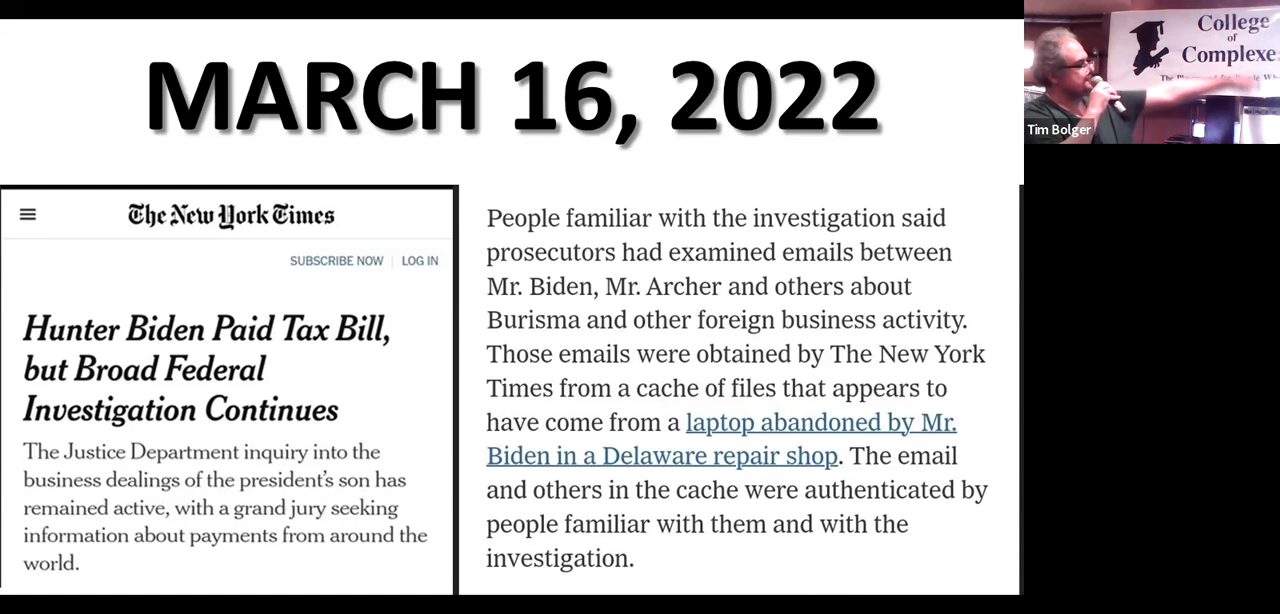 MARCH 16, 2022
The New York Times
SUBSCRIBE NOW | LOG IN
Hunter Biden Paid Tax Bill,
but Broad Federal
Investigation Continues
The Justice Department inquiry into the
business dealings of the president's son has
remained active, with a grand jury seeking
information about payments from around the
world.
People familiar with the investigation said
prosecutors had examined emails between
Mr. Biden, Mr. Archer and others about
Burisma and other foreign business activity.
Those emails were obtained by The New York
Times from a cache of files that appears to
have come from a laptop abandoned by Mr.
Biden in a Delaware repair shop. The email
and others in the cache were authenticated by
people familiar with them and with the
investigation.
College
of
Complexe
The Playground for People Wh
Tim Bolger